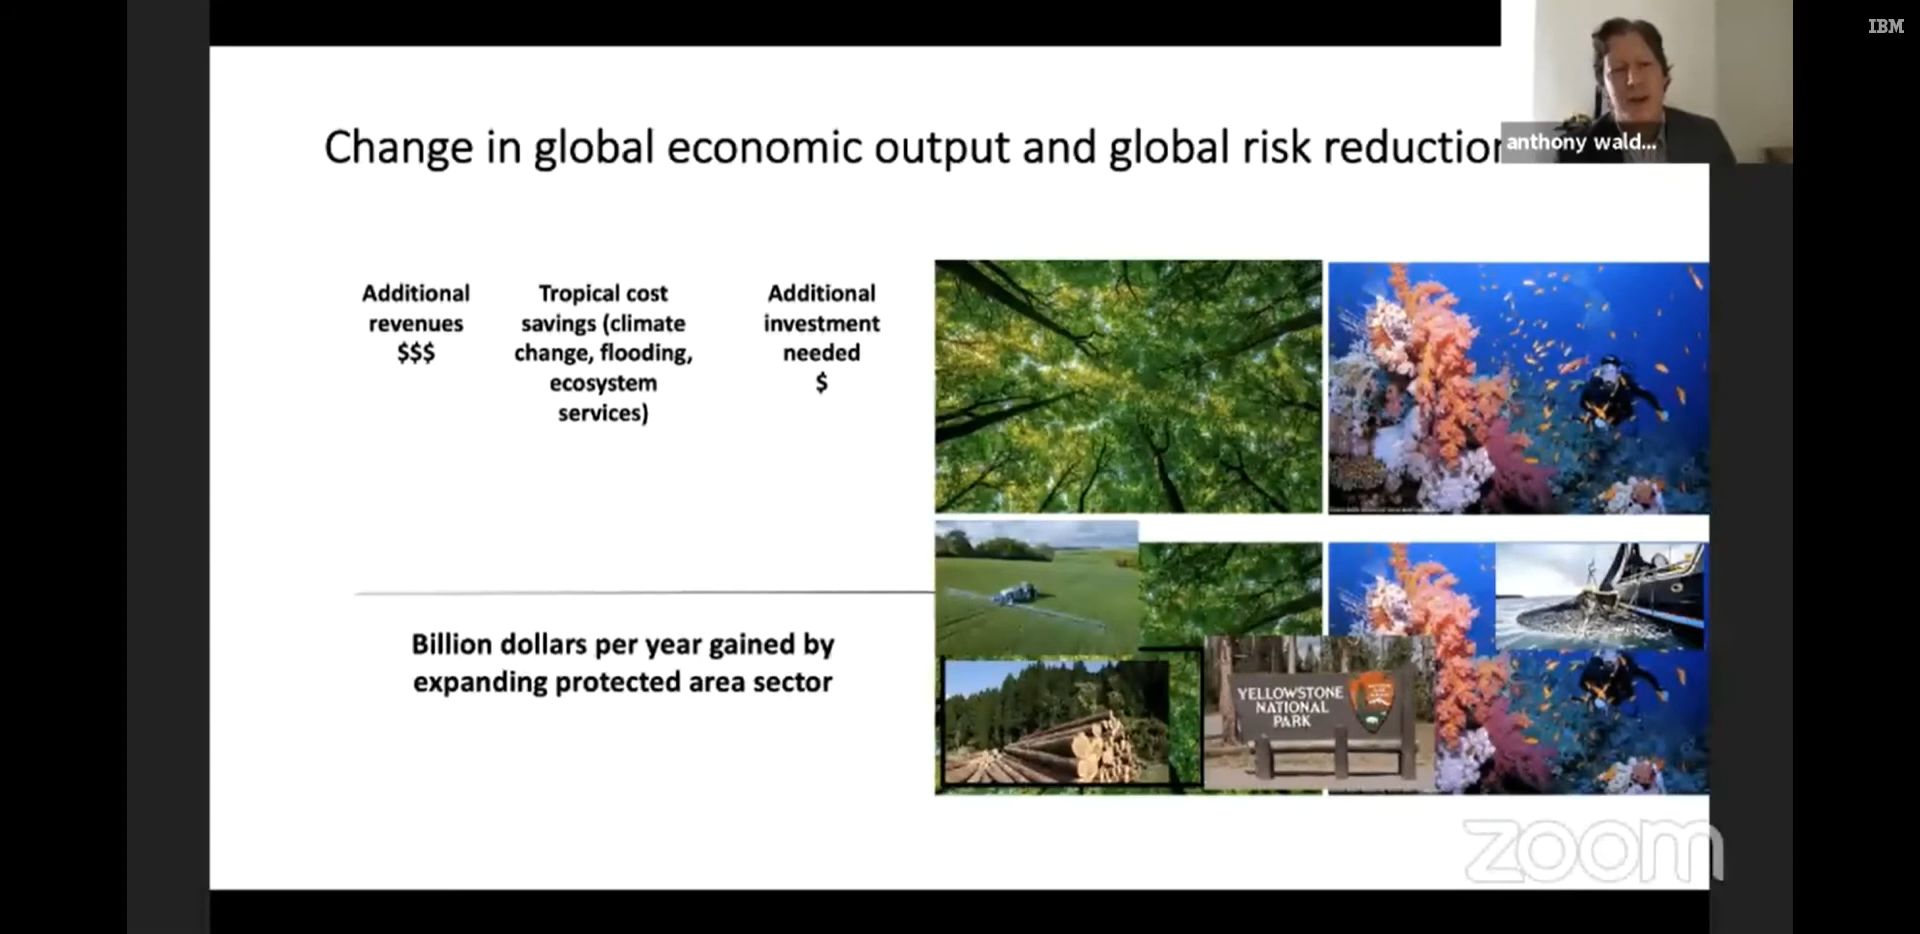 IBM
anthony wald...
Change in global economic output and global risk reduction
Additional
revenues
$$$
Tropical cost
savings (climate
change, flooding,
ecosystem
services)
Additional
investment
needed
$
Billion dollars per year gained by
expanding protected area sector
YELLOWSTONE
NATIONAL
PARK
zoom